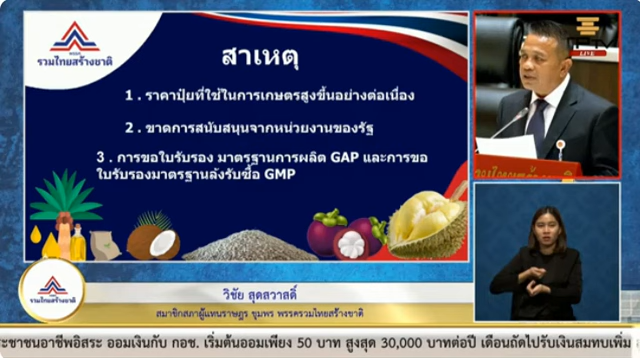 พรรค
รวมไทยสร้างชาติ
สาเหตุ
1 . ราคาปุ๋ยที่ใช้ในการเกษตรสูงขึ้นอย่างต่อเนื่อง
2 . ขาดการสนับสนุนจากหน่วยงานของรัฐ
3 . การขอใบรับรอง มาตรฐานการผลิต GAP และการขอ
ใบรับรองมาตรฐานลังรับซื้อ GMP
LIVE
รวมไทยสร้างชาติ
วิชัย สุดสวาสดิ์
สมาชิกสภาผู้แทนราษฎร ชุมพร พรรครวมไทยสร้างชาติ
ระชาชนอาชีพอิสระ ออมเงินกับ กอช. เริ่มต้นออมเพียง 50 บาท สูงสุด 30,000 บาทต่อปี เดือนถัดไปรับเงินสมทบเพิ่ม